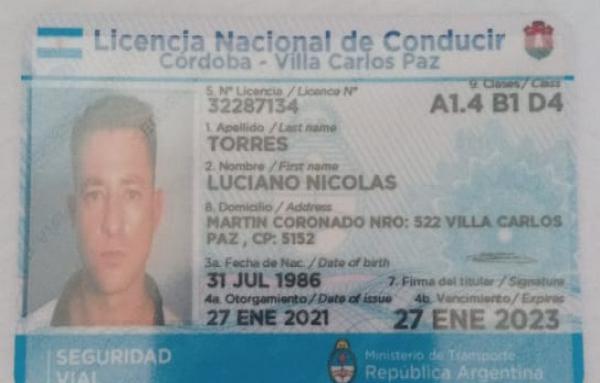 Licencia Nacional de Conducir
Córdoba - Villa Carlos Paz
5. Nº Licencia / Licence Nº
9. Clases/ Class
32287134
A1.4 B1 D4
1. Apellido / Last name
TORRES
2. Nombre / First name
LUCIANO NICOLAS
8. Domicilio / Address
MARTIN CORONADO NRO: 522 VILLA CARLOS
PAZ , CP: 5152
3a. Fecha de Nac. / Date of birth
31 JUL 1986
7. Firma del titular / Signature
4a. Otorgamiento / Date of issue
4b. Vencimiento / Expires
27 ENE 2021
27 ENE 2023
SEGURIDAD
VIAL
Ministerio de Transporte
República Argentina